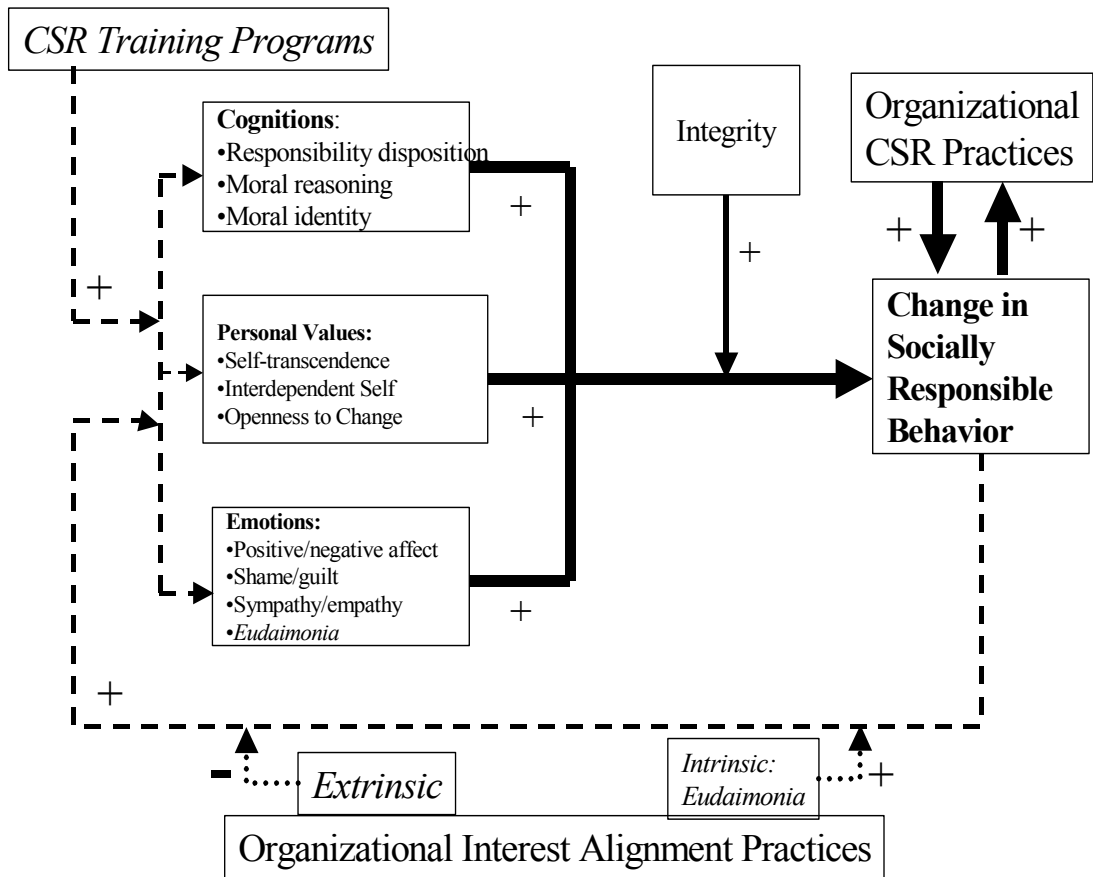 CSR Training Programs
Cognitions:
•Responsibility disposition
•Moral reasoning
•Moral identity
+
Integrity
+
Organizational
CSR Practices
+
+
+
Personal Values:
•Self-transcendence
•Interdependent Self
•Openness to Change
+
Change in
Socially
Responsible
Behavior
Emotions:
•Positive/negative affect
•Shame/guilt
•Sympathy/empathy
•Eudaimonia
+
+
-
Extrinsic
Intrinsic:
Eudaimonia
+
Organizational Interest Alignment Practices